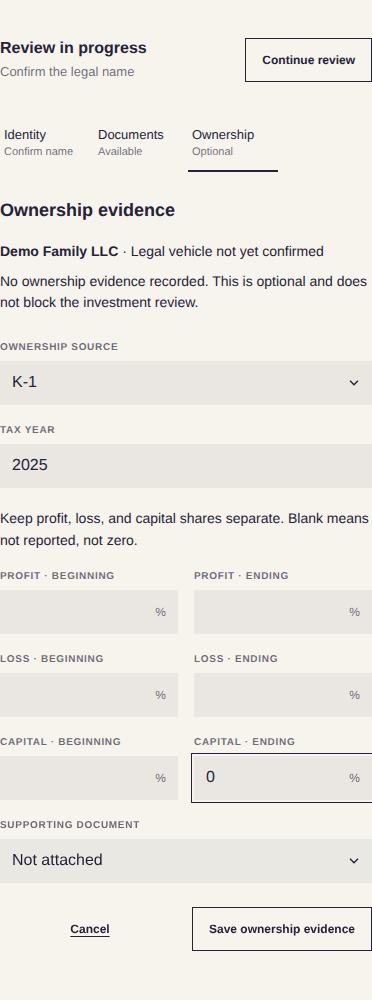 Review in progress
Confirm the legal name
Continue review
Identity
Confirm name
Documents
Available
Ownership
Optional
Ownership evidence
Demo Family LLC · Legal vehicle not yet confirmed
No ownership evidence recorded. This is optional and does
not block the investment review.
OWNERSHIP SOURCE
K-1
TAX YEAR
2025
Keep profit, loss, and capital shares separate. Blank means
not reported, not zero.
PROFIT · BEGINNING
%
PROFIT · ENDING
%
LOSS · BEGINNING
%
LOSS · ENDING
%
CAPITAL · BEGINNING
%
CAPITAL · ENDING
0 %
SUPPORTING DOCUMENT
Not attached
Cancel
Save ownership evidence